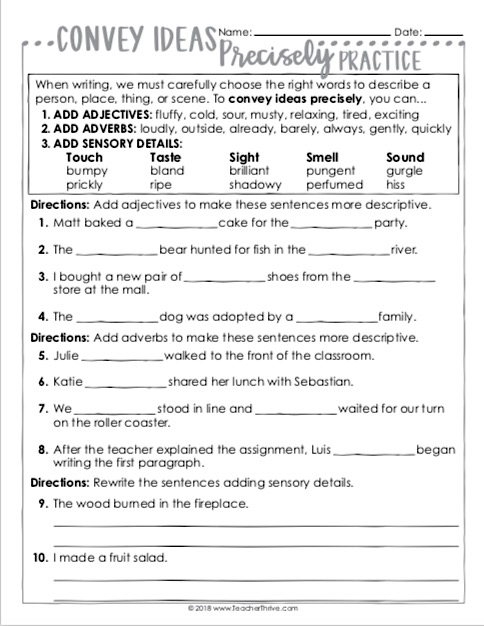 CONVEY IDEAS Name: ____________________ Date: ______
Precisely PRACTICE
When writing, we must carefully choose the right words to describe a
person, place, thing, or scene. To convey ideas precisely, you can...
1. ADD ADJECTIVES: fluffy, cold, sour, musty, relaxing, tired, exciting
2. ADD ADVERBS: loudly, outside, already, barely, always, gently, quickly
3. ADD SENSORY DETAILS:
Touch Taste Sight Smell Sound
bumpy bland brilliant pungent gurgle
prickly ripe shadowy perfumed hiss
Directions: Add adjectives to make these sentences more descriptive.
1. Matt baked a ____________ cake for the ____________ party.
2. The ____________ bear hunted for fish in the ____________ river.
3. I bought a new pair of ____________ shoes from the ____________
store at the mall.
4. The ____________ dog was adopted by a ____________ family.
Directions: Add adverbs to make these sentences more descriptive.
5. Julie ____________ walked to the front of the classroom.
6. Katie ____________ shared her lunch with Sebastian.
7. We ____________ stood in line and ____________ waited for our turn
on the roller coaster.
8. After the teacher explained the assignment, Luis ____________ began
writing the first paragraph.
Directions: Rewrite the sentences adding sensory details.
9. The wood burned in the fireplace.
10. I made a fruit salad.
© 2018 www.TeacherThrive.com